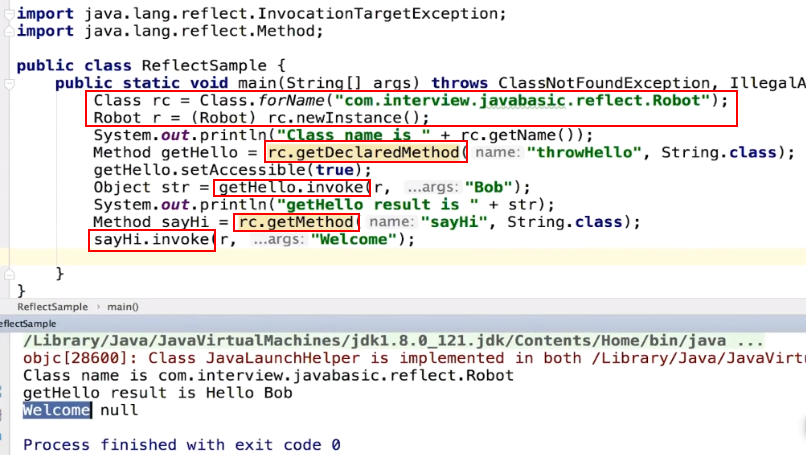 import java.lang.reflect.InvocationTargetException;
import java.lang.reflect.Method;
public class ReflectSample {
public static void main(String[] args) throws ClassNotFoundException, IllegalA
Class rc = Class.forName("com.interview.javabasic.reflect.Robot");
Robot r = (Robot) rc.newInstance();
System.out.println("Class name is " + rc.getName());
Method getHello = rc.getDeclaredMethod( name: "throwHello", String.class);
getHello.setAccessible(true);
Object str = getHello.invoke(r, ...args: "Bob");
System.out.println("getHello result is " + str);
Method sayHi = rc.getMethod( name: "sayHi", String.class);
sayHi.invoke(r, ...args: "Welcome");
}
}
ReflectSample › main()
eflectSample
/Library/Java/JavaVirtualMachines/jdk1.8.0_121.jdk/Contents/Home/bin/java ...
objc[28600]: Class JavaLaunchHelper is implemented in both /Library/Java/JavaVirt
Class name is com.interview.javabasic.reflect.Robot
getHello result is Hello Bob
Welcome null
Process finished with exit code 0